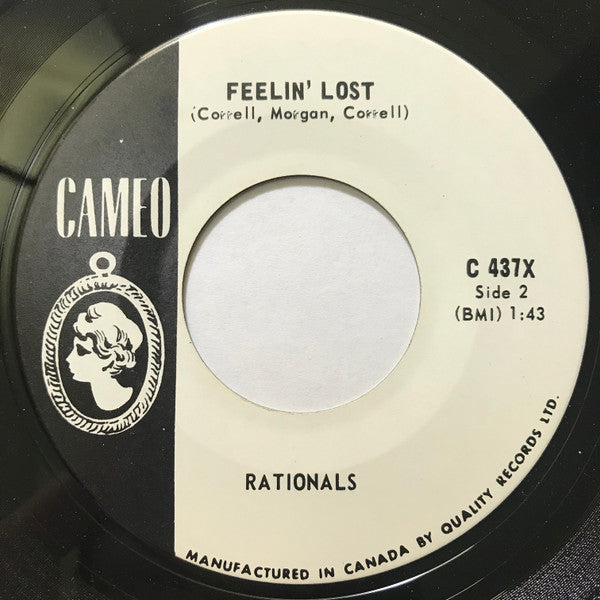 FEELIN' LOST
(Correll, Morgan, Correll)
CAMEO
C 437X
Side 2
(BMI) 1:43
RATIONALS
MANUFACTURED IN CANADA BY QUALITY RECORDS LTD.